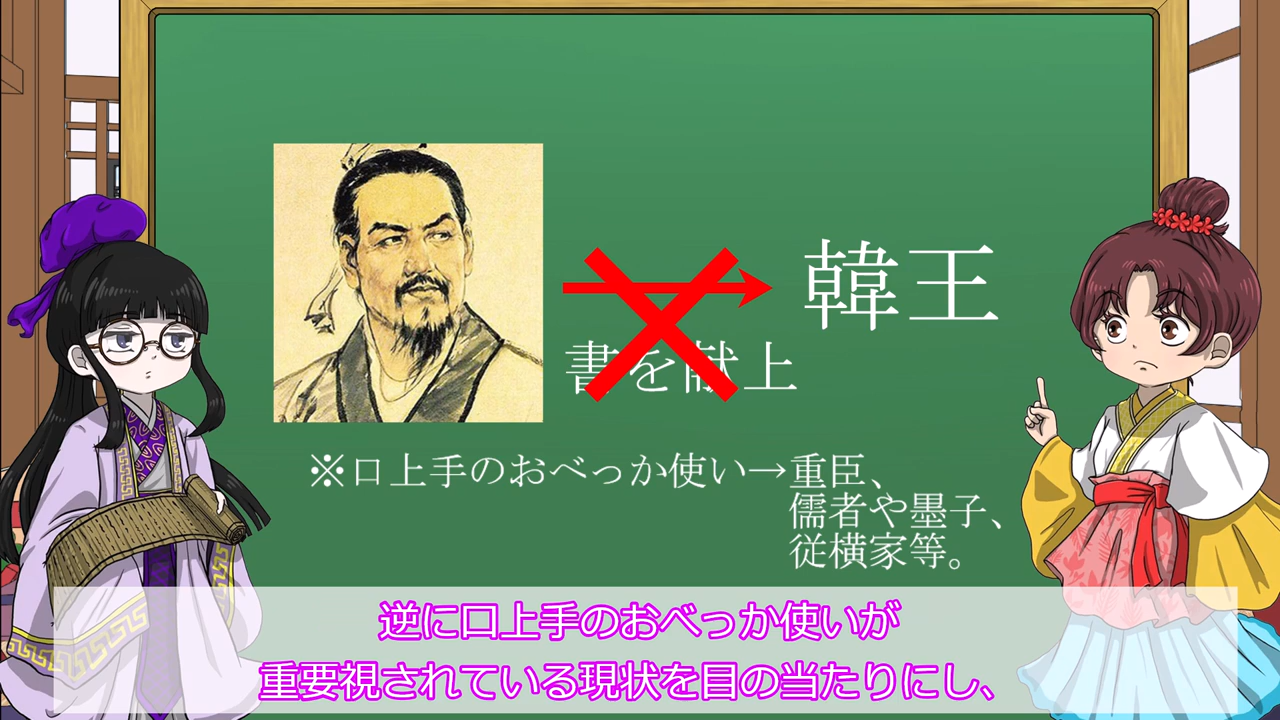 韓王
書を献上
※口上手のおべっか使い→重臣、
儒者や墨子、
従横家等。
逆に口上手のおべっか使いが
重要視されている現状を目の当たりにし、